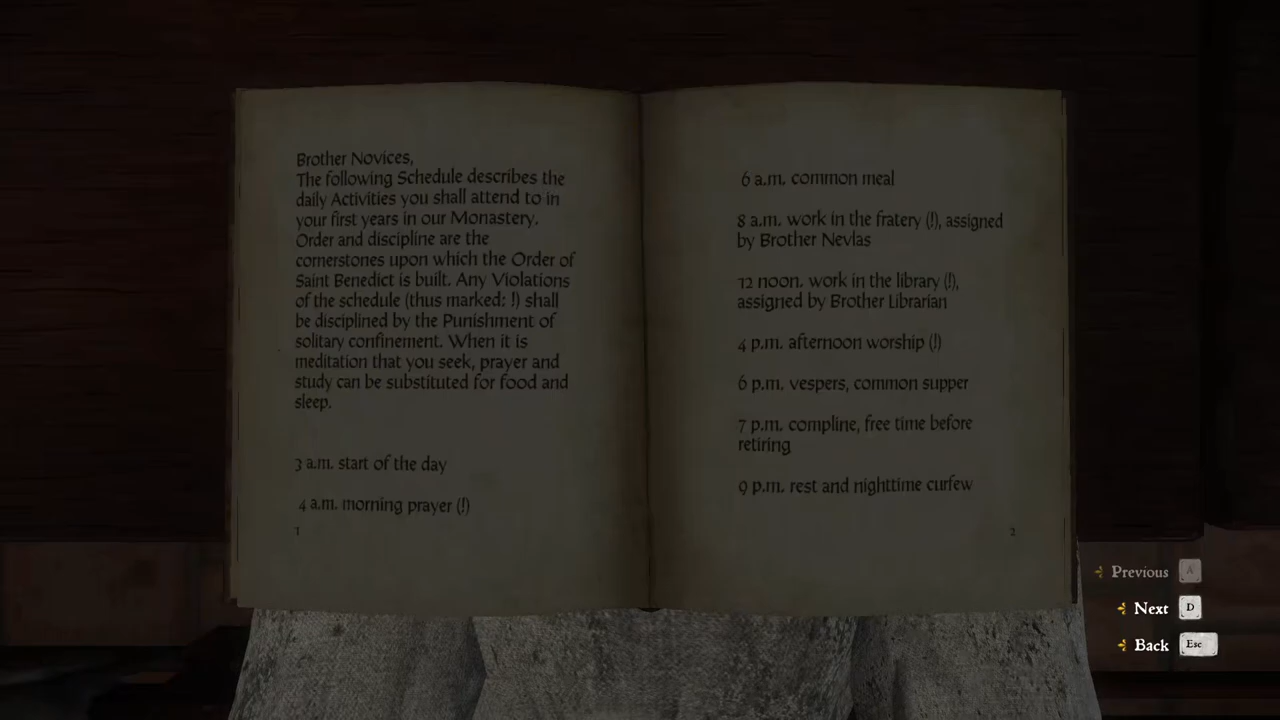 Brother Novices,
The following Schedule describes the
daily Activities you shall attend to in
your first years in our Monastery.
Order and discipline are the
cornerstones upon which the Order of
Saint Benedict is built. Any Violations
of the schedule (thus marked: !) shall
be disciplined by the Punishment of
solitary confinement. When it is
meditation that you seek, prayer and
study can be substituted for food and
sleep.
3 a.m. start of the day
4 a.m. morning prayer (!)
1
6 a.m. common meal
8 a.m. work in the fratery (!), assigned
by Brother Nevlas
12 noon. work in the library (!),
assigned by Brother Librarian
4 p.m. afternoon worship (!)
6 p.m. vespers, common supper
7 p.m. compline, free time before
retiring
9 p.m. rest and nighttime curfew
2
Previous A
Next D
Back Esc